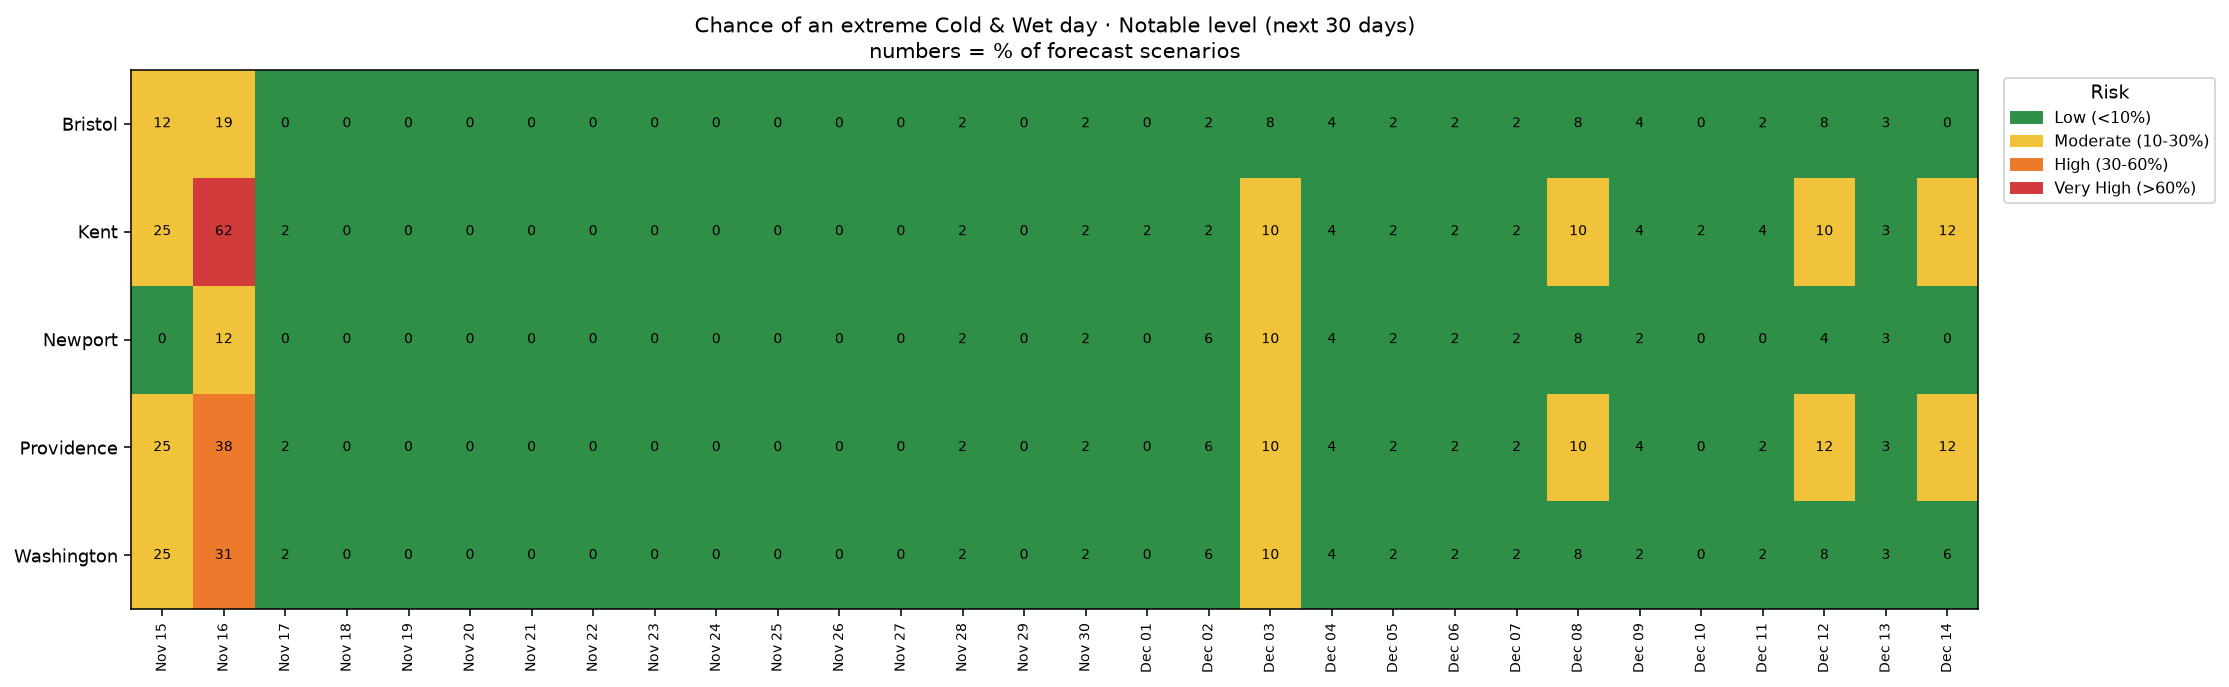 Chance of an extreme Cold & Wet day · Notable level (next 30 days)
numbers = % of forecast scenarios
Bristol 12 19 0 0 0 0 0 0 0 0 0 0 0 2 0 2 0 2 8 4 2 2 2 8 4 0 2 8 3 0
Kent 25 62 2 0 0 0 0 0 0 0 0 0 0 2 0 2 2 2 10 4 2 2 2 10 4 2 4 10 3 12
Newport 0 12 0 0 0 0 0 0 0 0 0 0 0 2 0 2 0 6 10 4 2 2 2 8 2 0 0 4 3 0
Providence 25 38 2 0 0 0 0 0 0 0 0 0 0 2 0 2 0 6 10 4 2 2 2 10 4 0 2 12 3 12
Washington 25 31 2 0 0 0 0 0 0 0 0 0 0 2 0 2 0 6 10 4 2 2 2 8 2 0 2 8 3 6
Nov 15 Nov 16 Nov 17 Nov 18 Nov 19 Nov 20 Nov 21 Nov 22 Nov 23 Nov 24 Nov 25 Nov 26 Nov 27 Nov 28 Nov 29 Nov 30 Dec 01 Dec 02 Dec 03 Dec 04 Dec 05 Dec 06 Dec 07 Dec 08 Dec 09 Dec 10 Dec 11 Dec 12 Dec 13 Dec 14
Risk
Low (<10%)
Moderate (10-30%)
High (30-60%)
Very High (>60%)